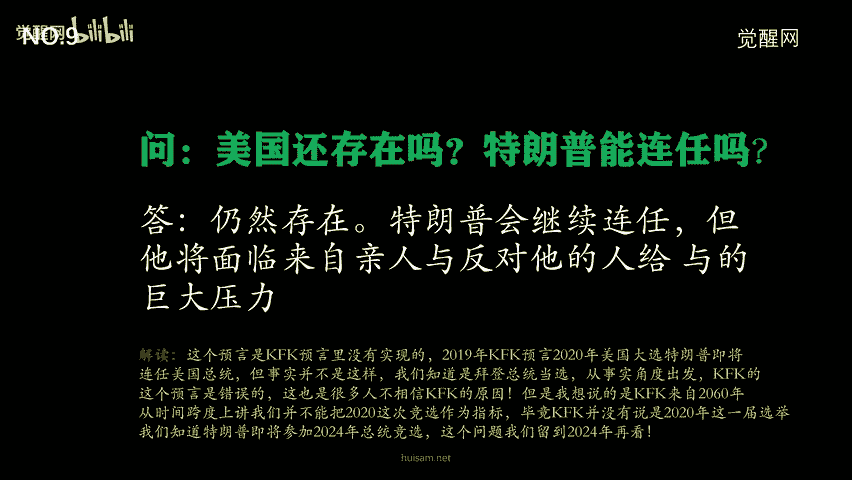 觉醒网 bilibili
NO.9
觉醒网
问：美国还存在吗？特朗普能连任吗？
答：仍然存在。特朗普会继续连任，但
他将面临来自亲人与反对他的人给 与的
巨大压力
解读：这个预言是KFK预言里没有实现的，2019年KFK预言2020年美国大选特朗普即将
连任美国总统，但事实并不是这样，我们知道是拜登总统当选，从事实角度出发，KFK的
这个预言是错误的，这也是很多人不相信KFK的原因！但是我想说的是KFK来自2060年
从时间跨度上讲我们并不能把2020这次竞选作为指标，毕竟KFK并没有说是2020年这一届选举
我们知道特朗普即将参加2024年总统竞选，这个问题我们留到2024年再看！
huisam.net